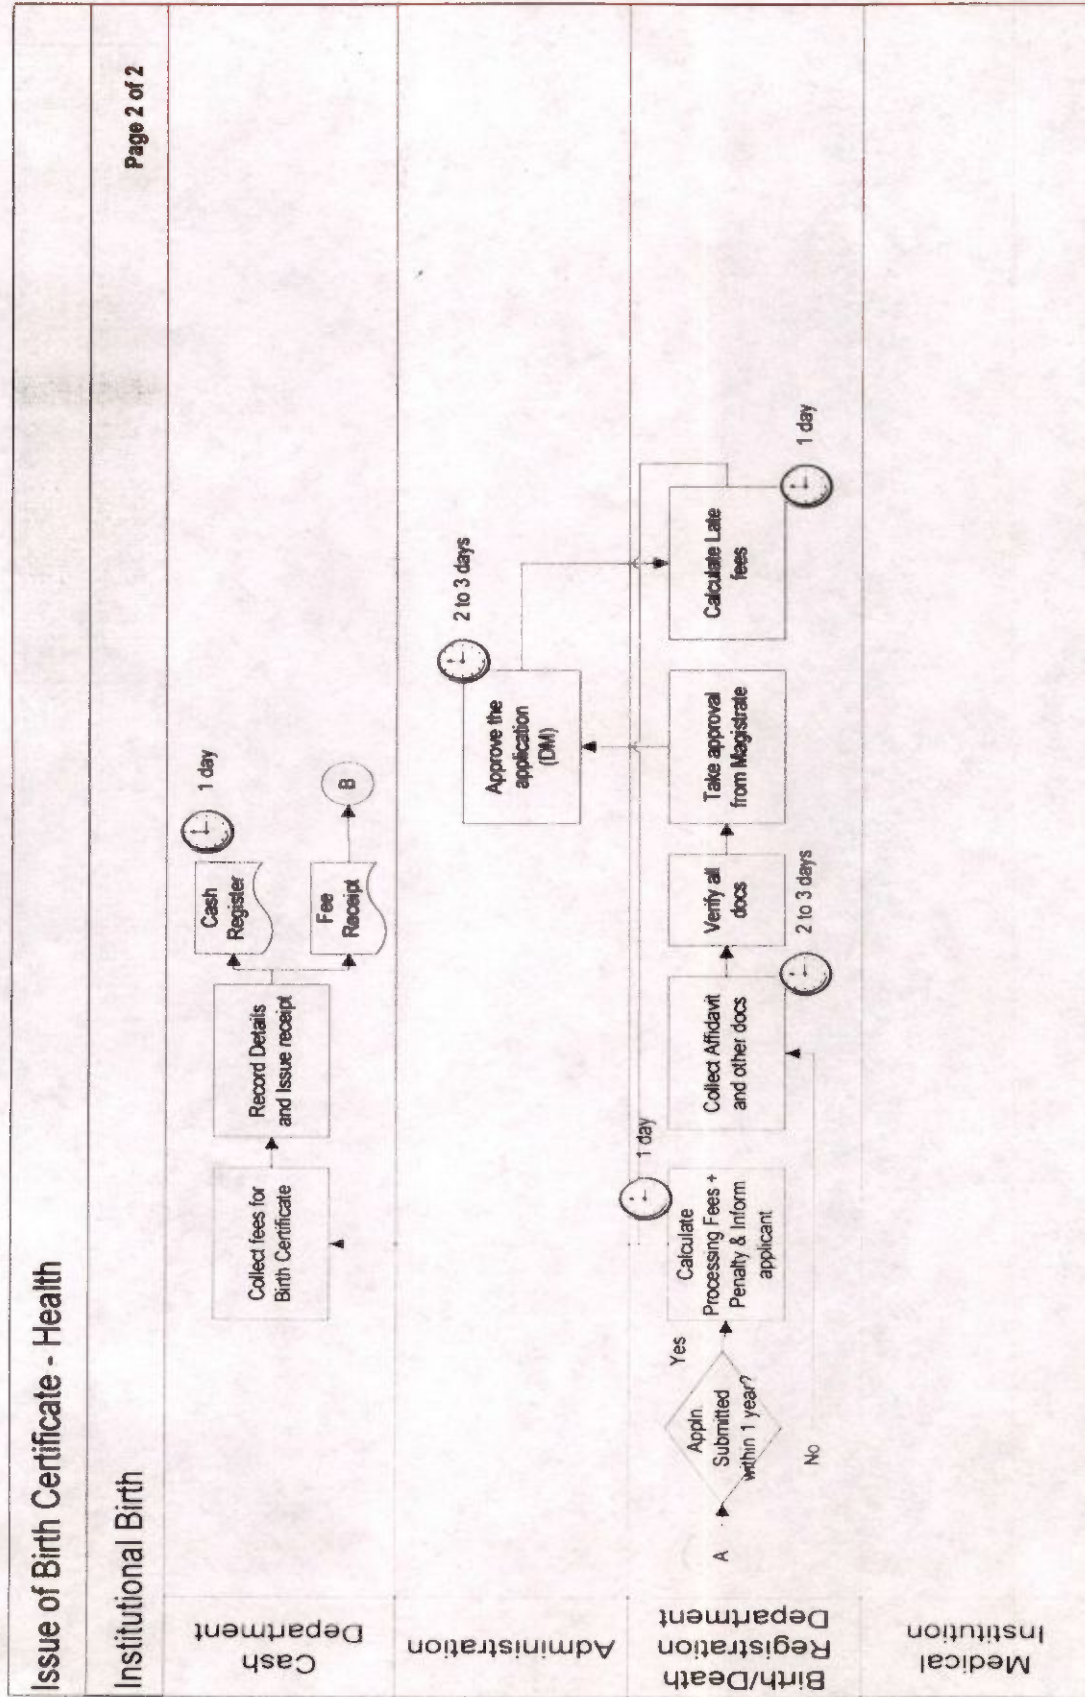 Issue of Birth Certificate - Health
Institutional Birth
Page 2 of 2
Cash
Department
Collect fees for
Birth Certificate
Record Details
and Issue receipt
Cash
Register
1 day
Fee
Receipt
B
Administration
Approve the
application
(DM)
2 to 3 days
Birth/Death
Registration
Department
A
Appln.
Submitted
within 1 year?
Yes
No
Calculate
Processing Fees +
Penalty & Inform
applicant
1 day
Collect Affidavit
and other docs
2 to 3 days
Verify all
docs
Take approval
from Magistrate
Calculate Late
fees
1 day
Medical
Institution